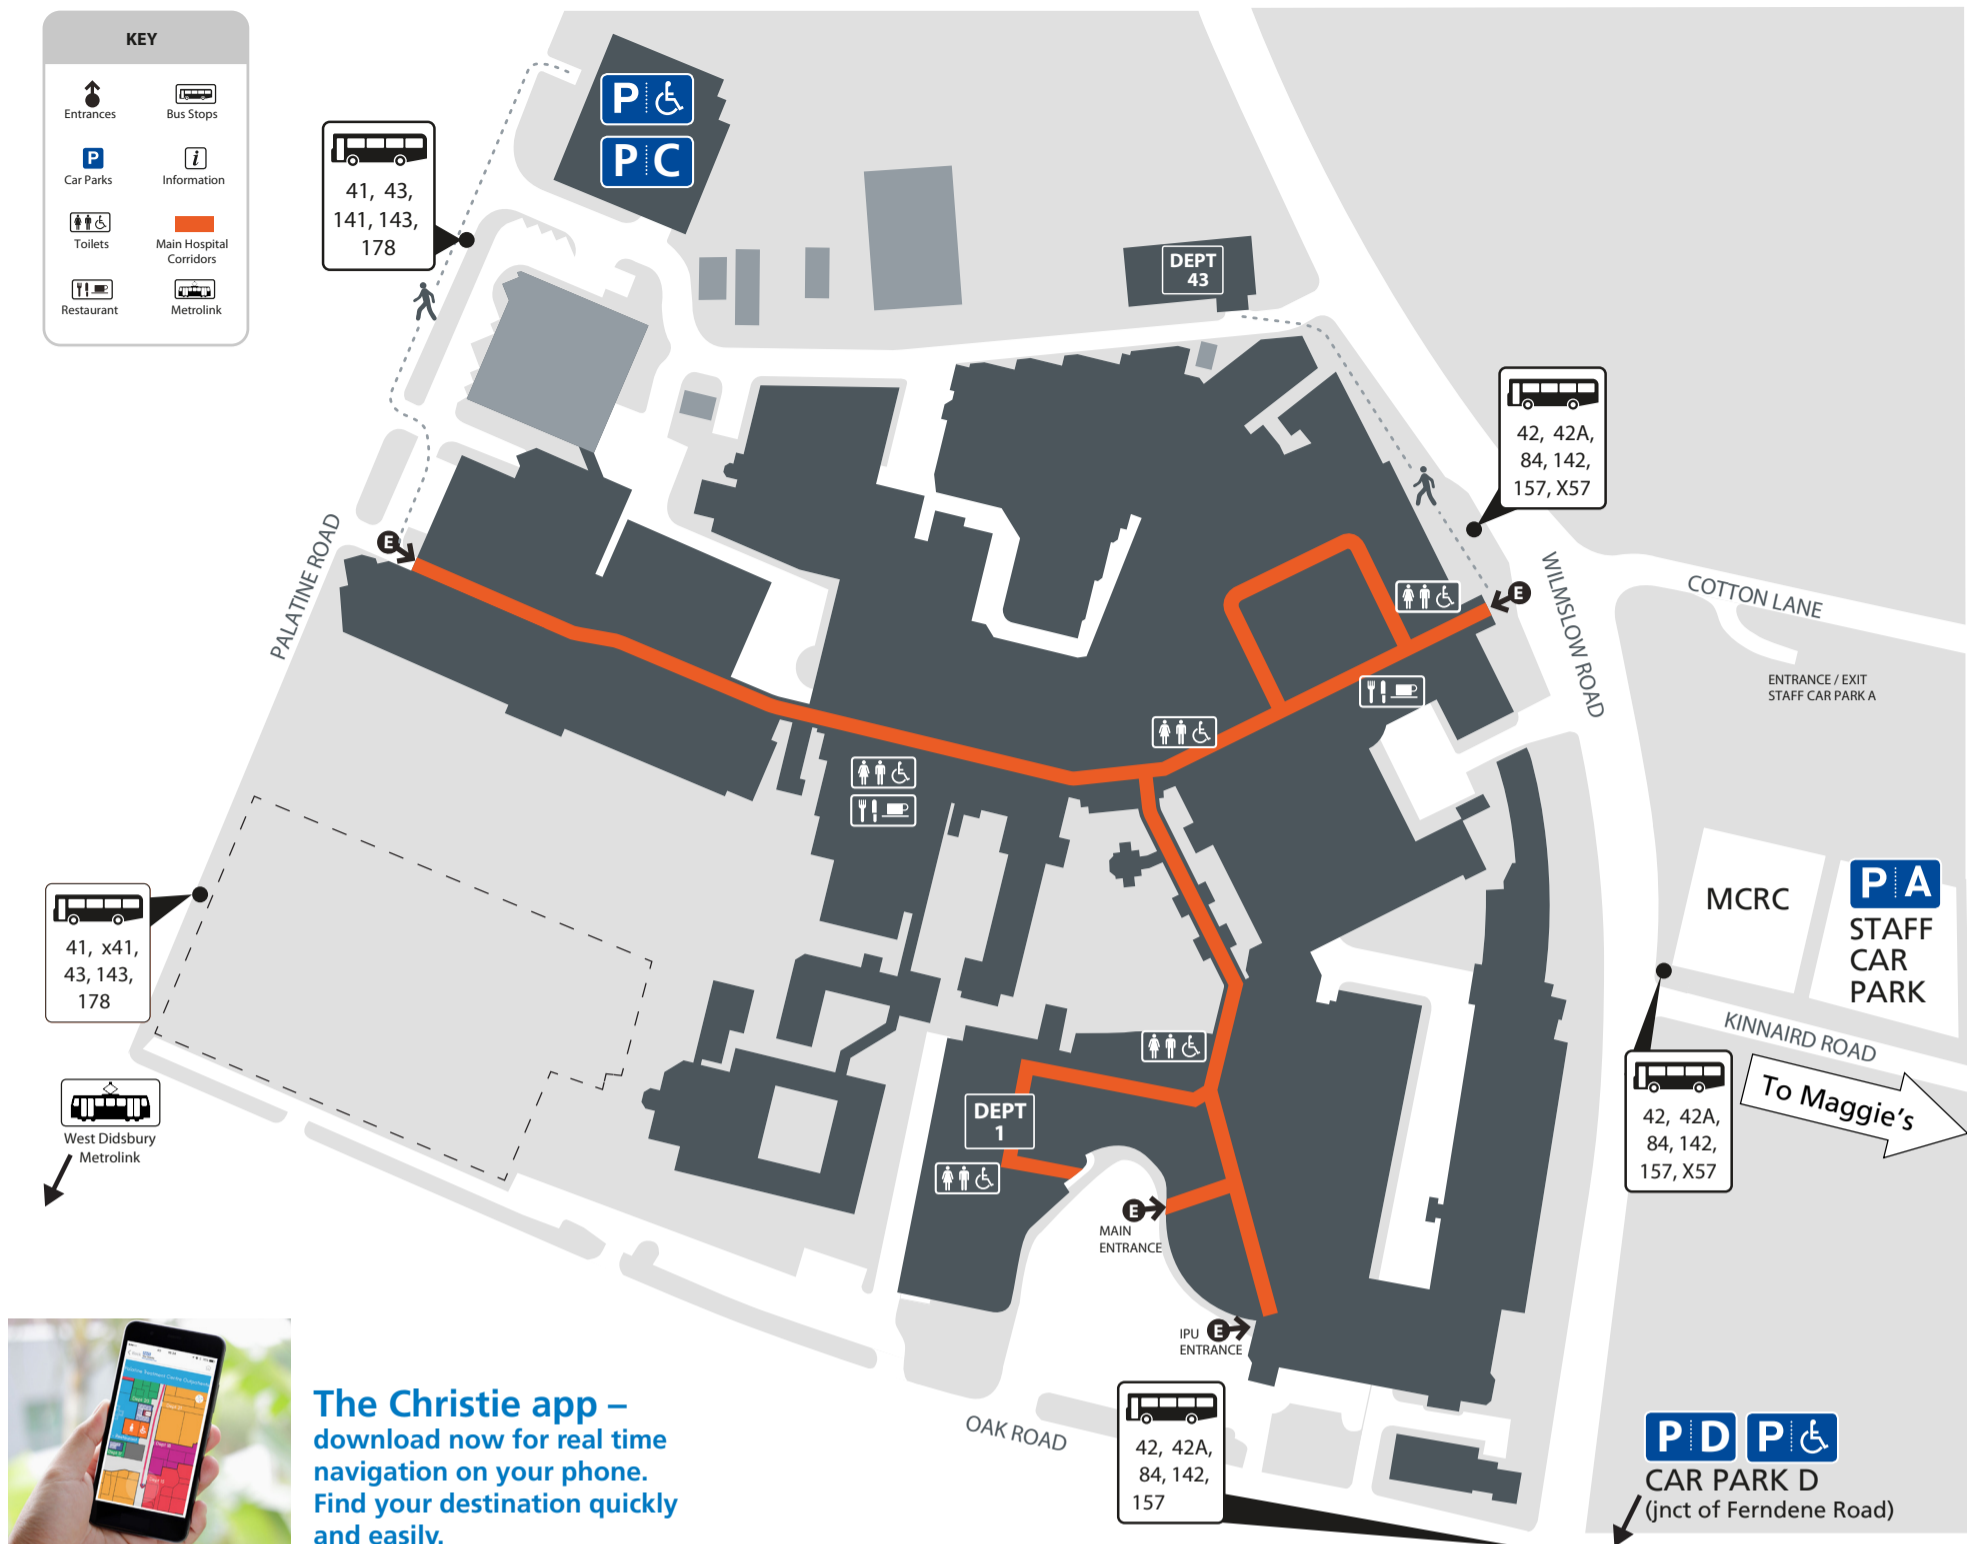 KEY
Entrances
Bus Stops
P
Car Parks
i
Information
Toilets
Main Hospital
Corridors
Restaurant
Metrolink
P
P C
41, 43,
141, 143,
178
DEPT
43
42, 42A,
84, 142,
157, X57
E
PALATINE ROAD
E
WILMSLOW ROAD
COTTON LANE
ENTRANCE / EXIT
STAFF CAR PARK A
41, x41,
43, 143,
178
MCRC
P A
STAFF
CAR
PARK
KINNAIRD ROAD
To Maggie's
West Didsbury
Metrolink
42, 42A,
84, 142,
157, X57
DEPT
1
E
MAIN
ENTRANCE
IPU
ENTRANCE
E
OAK ROAD
42, 42A,
84, 142,
157
P D
P
CAR PARK D
(jnct of Ferndene Road)
The Christie app –
download now for real time
navigation on your phone.
Find your destination quickly
and easily.